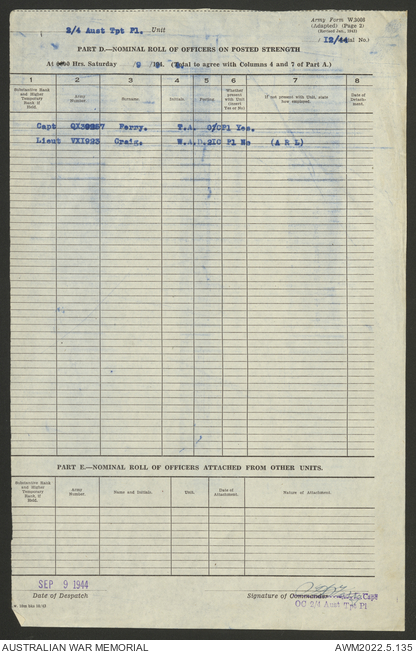 Army Form W.3008
(Adapted) (Page 2)
(Revised Jan., 1943)
2/4 Aust Tpt Pl. Unit
12/44 (Serial No.)
PART D.—NOMINAL ROLL OF OFFICERS ON POSTED STRENGTH
At Hrs. Saturday 9 9 (Total to agree with Columns 4 and 7 of Part A.)
1 2 3 4 5 6 7 8
Substantive Rank and Higher Temporary Rank if Held. Army Number. Surname. Initials. Posting. Whether present with Unit (insert Yes or No) (If not present with Unit, state how employed). Date of Detachment.
Capt Ferry. T.A. O/C Pl Yes.
Lieut VX1993 Craig. W.A.D. 2IC Pl No (A R L)
PART E.—NOMINAL ROLL OF OFFICERS ATTACHED FROM OTHER UNITS.
Substantive Rank and Higher Temporary Rank if Held. Army Number. Name and Initials. Unit. Date of Attachment. Nature of Attachment.
SEP 9 1944
Date of Despatch
Signature of Commander Capt
OC 2/4 Aust Tpt Pl
AUSTRALIAN WAR MEMORIAL
AWM2022.5.135